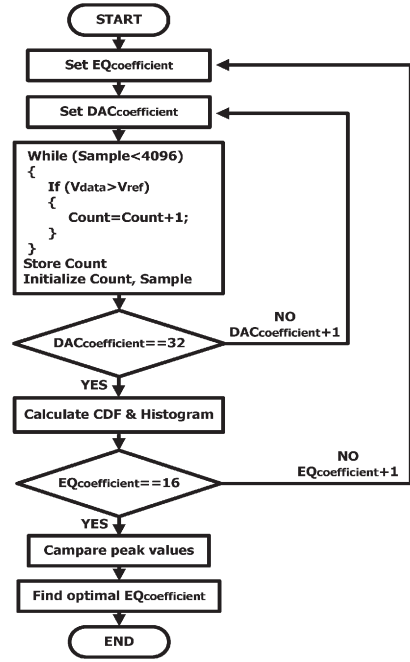 START
Set EQcoefficient
Set DACcoefficient
While (Sample<4096)
{
If (Vdata>Vref)
{
Count=Count+1;
}
}
Store Count
Initialize Count, Sample
DACcoefficient==32
NO
DACcoefficient+1
YES
Calculate CDF & Histogram
EQcoefficient==16
NO
EQcoefficient+1
YES
Campare peak values
Find optimal EQcoefficient
END